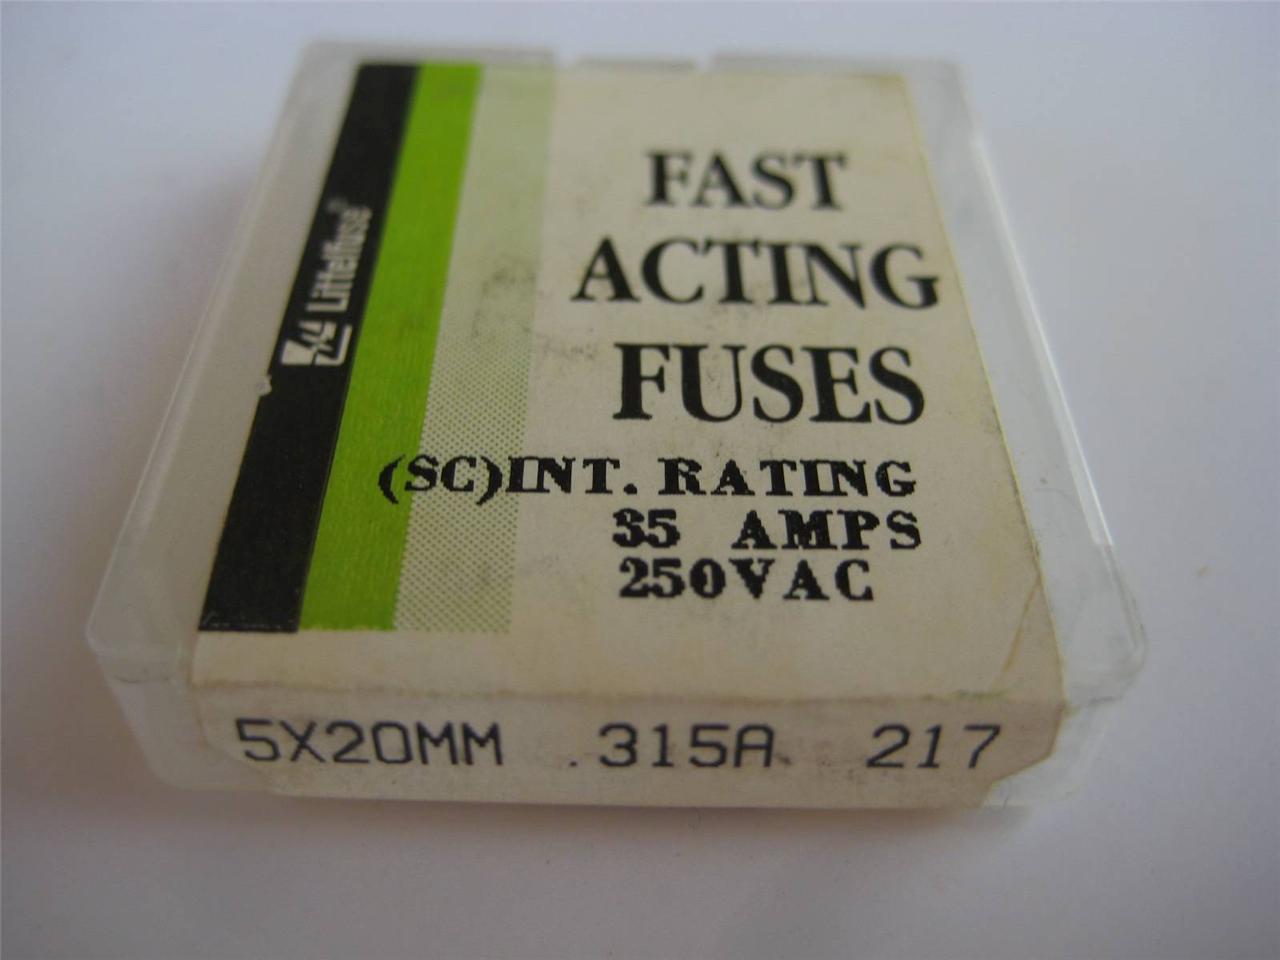 Littelfuse®
FAST
ACTING
FUSES
(SC)INT. RATING
35 AMPS
250VAC
5X20MM .315A 217